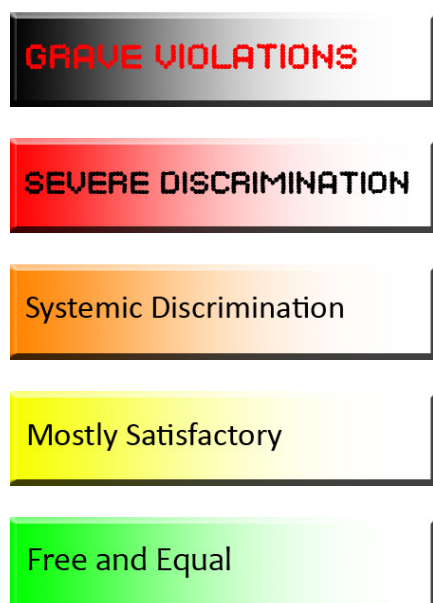 GRAVE VIOLATIONS
SEVERE DISCRIMINATION
Systemic Discrimination
Mostly Satisfactory
Free and Equal